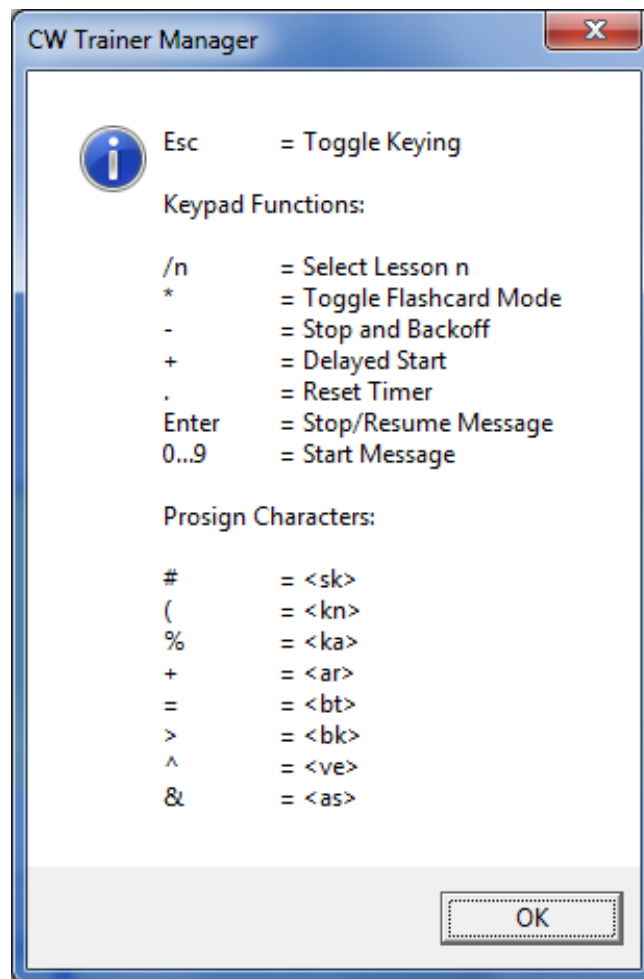 CW Trainer Manager
Esc = Toggle Keying
Keypad Functions:
/n = Select Lesson n
* = Toggle Flashcard Mode
- = Stop and Backoff
+ = Delayed Start
. = Reset Timer
Enter = Stop/Resume Message
0...9 = Start Message
Prosign Characters:
# = <sk>
( = <kn>
% = <ka>
+ = <ar>
= = <bt>
> = <bk>
^ = <ve>
& = <as>
OK